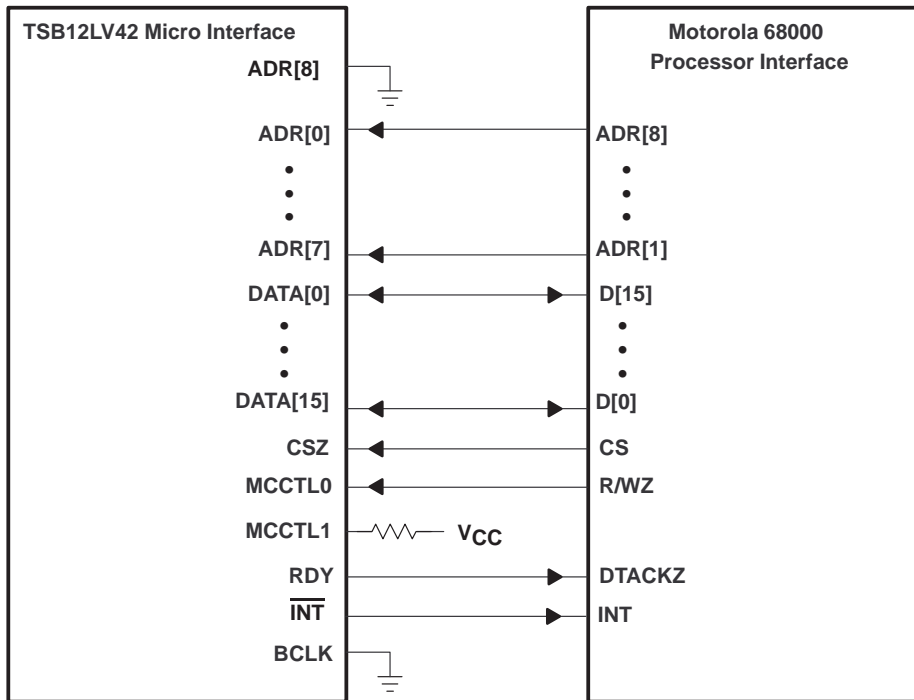 TSB12LV42 Micro Interface
Motorola 68000
Processor Interface
ADR[8]
ADR[0] ADR[8]
ADR[7] ADR[1]
DATA[0] D[15]
DATA[15] D[0]
CSZ CS
MCCTL0 R/WZ
MCCTL1 VCC
RDY DTACKZ
INT INT
BCLK